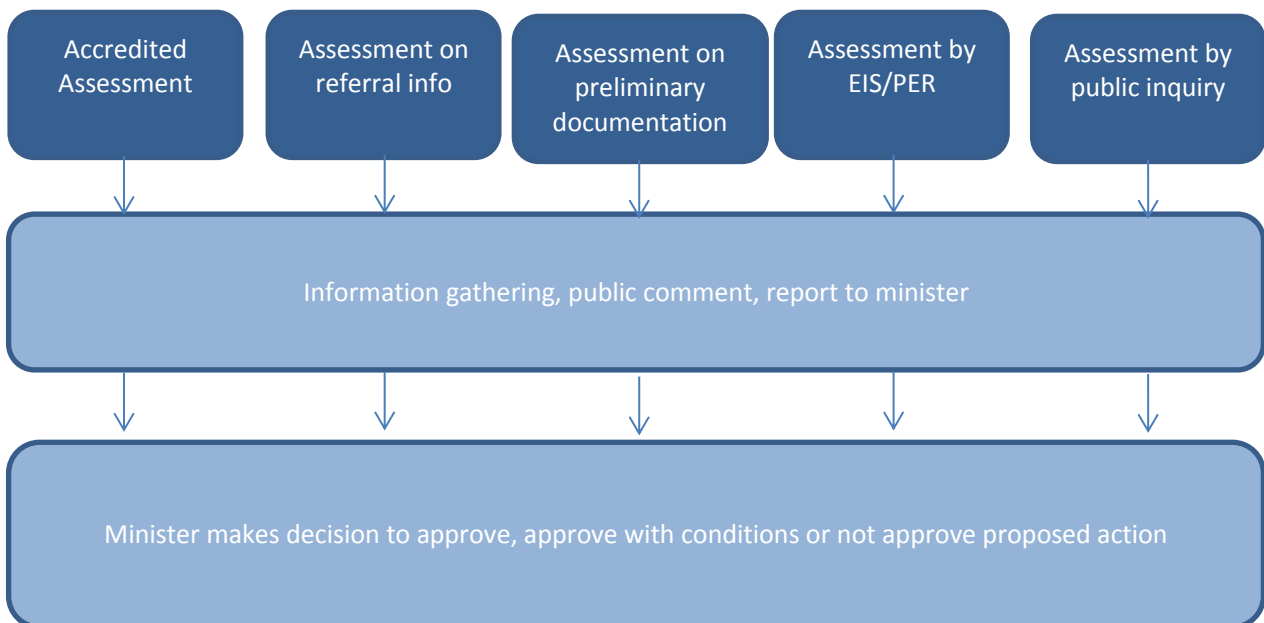 Accredited
Assessment
Assessment on
referral info
Assessment on
preliminary
documentation
Assessment by
EIS/PER
Assessment by
public inquiry
Information gathering, public comment, report to minister
Minister makes decision to approve, approve with conditions or not approve proposed action